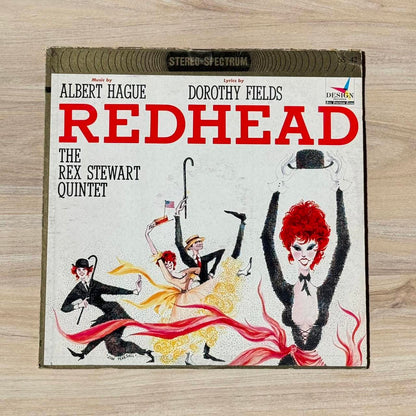 STEREO SPECTRUM
Music by
Lyrics by
ALBERT HAGUE
DOROTHY FIELDS
DESIGN
REDHEAD
THE
REX STEWART
QUINTET